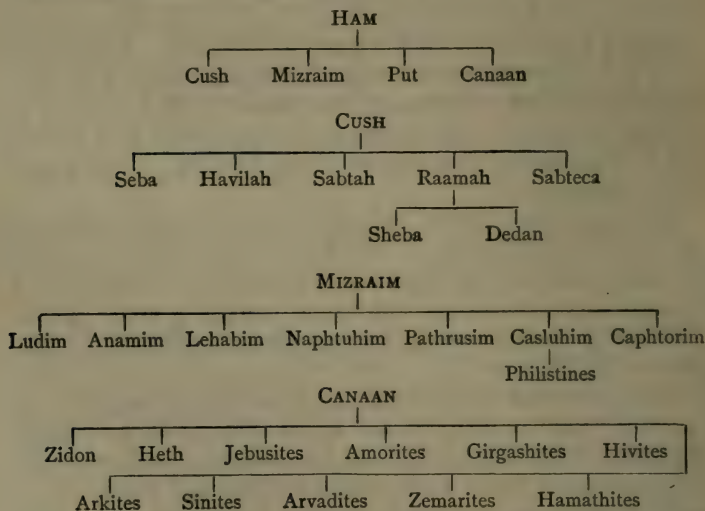 HAM
Cush Mizraim Put Canaan
CUSH
Seba Havilah Sabtah Raamah Sabteca
Sheba Dedan
MIZRAIM
Ludim Anamim Lehabim Naphtuhim Pathrusim Casluhim Caphtorim
Philistines
CANAAN
Zidon Heth Jebusites Amorites Girgashites Hivites
Arkites Sinites Arvadites Zemarites Hamathites